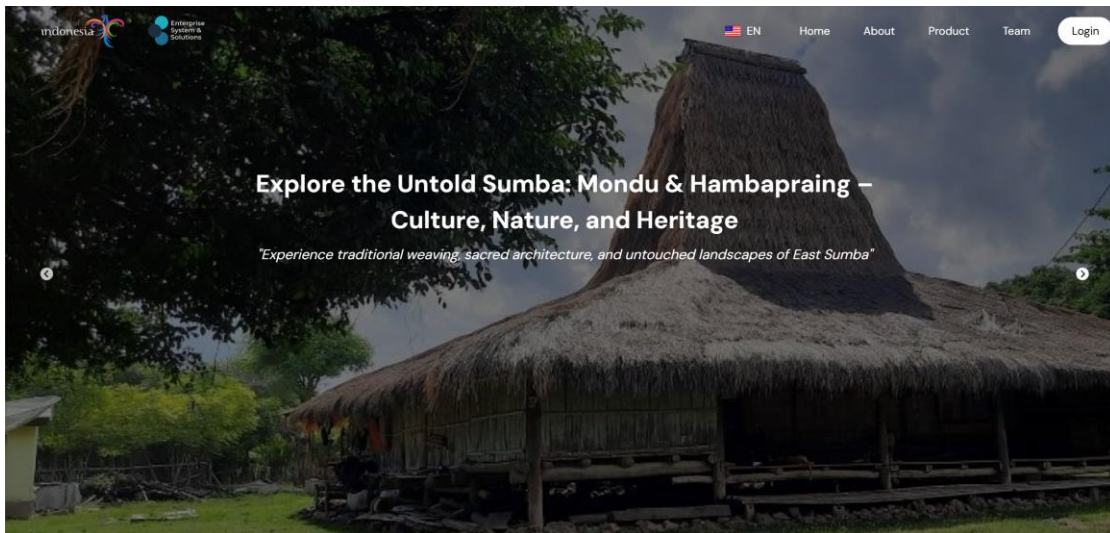 indonesia
Enterprise
System &
Solutions
EN
Home
About
Product
Team
Login
Explore the Untold Sumba: Mondu & Hambapraing –
Culture, Nature, and Heritage
"Experience traditional weaving, sacred architecture, and untouched landscapes of East Sumba"